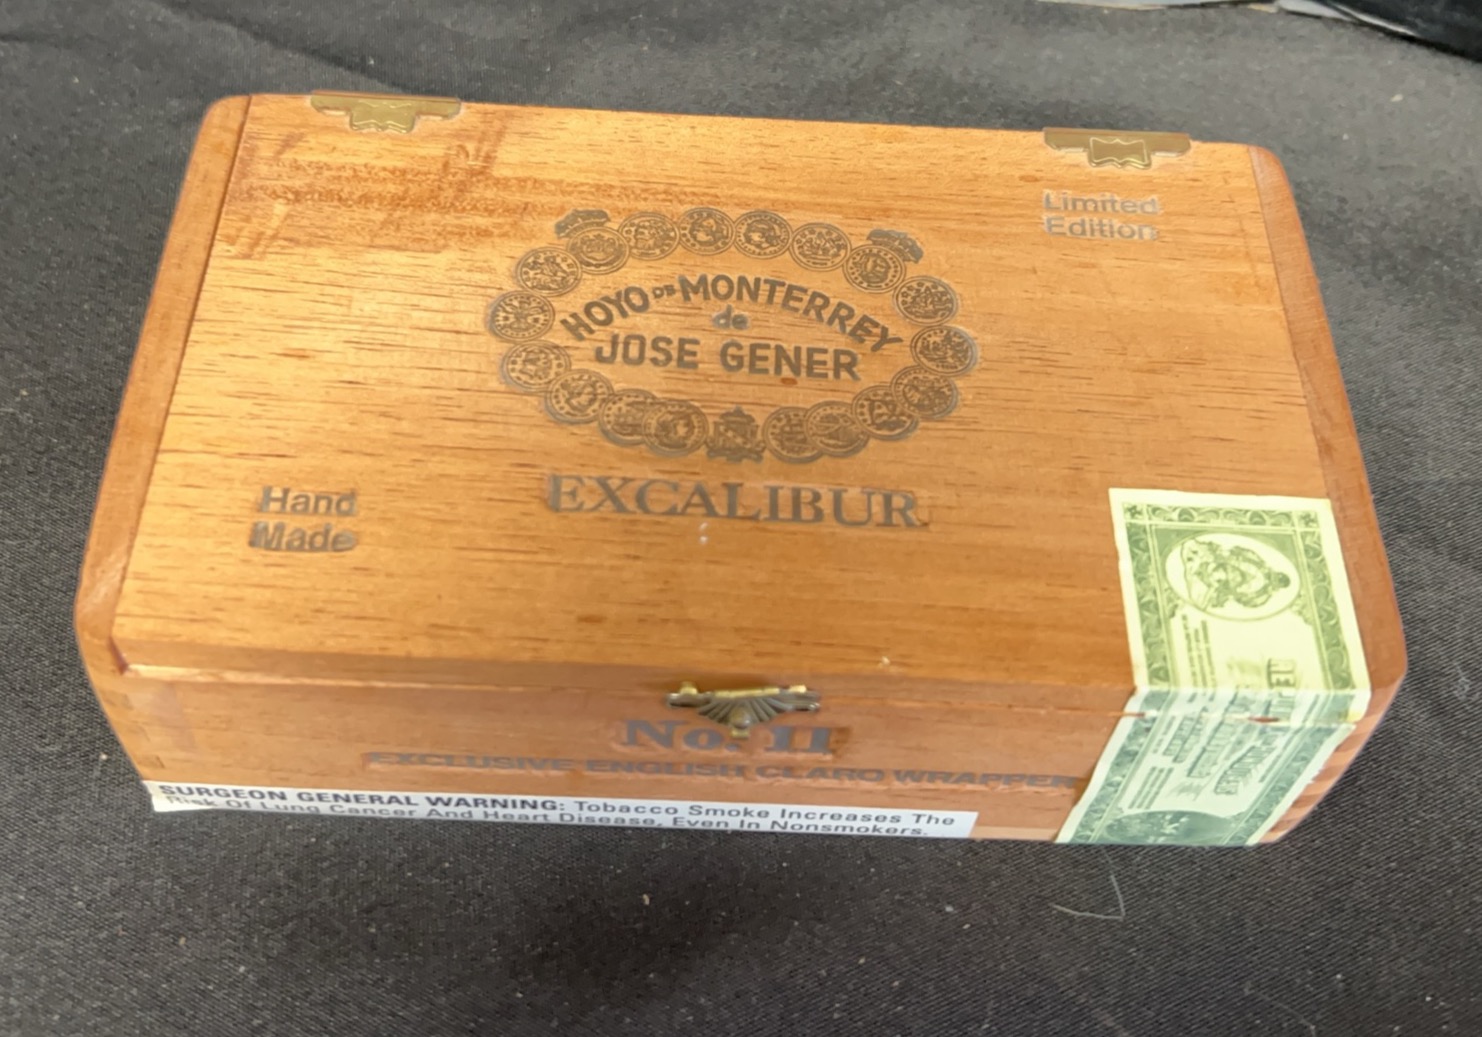 Limited
Edition
HOYO DE MONTERREY
de
JOSE GENER
EXCALIBUR
Hand
Made
No. II
EXCLUSIVE ENGLISH CLARO WRAPPER
SURGEON GENERAL WARNING: Tobacco Smoke Increases The
Risk Of Lung Cancer And Heart Disease, Even In Nonsmokers.